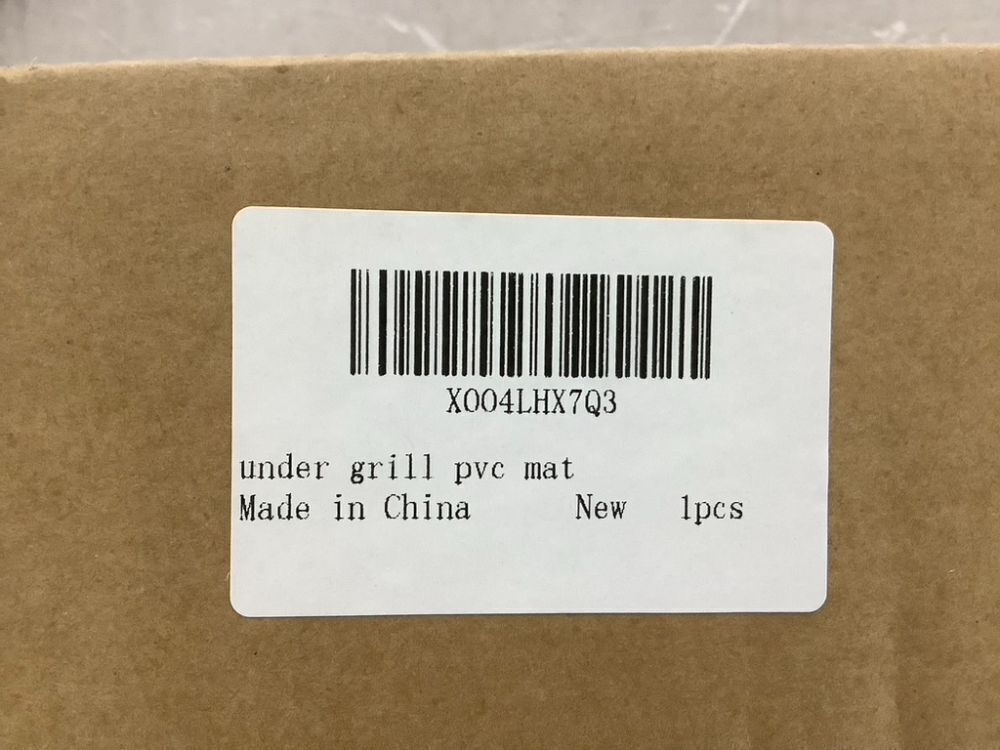 X004LHX7Q3
under grill pvc mat
Made in China New 1pcs